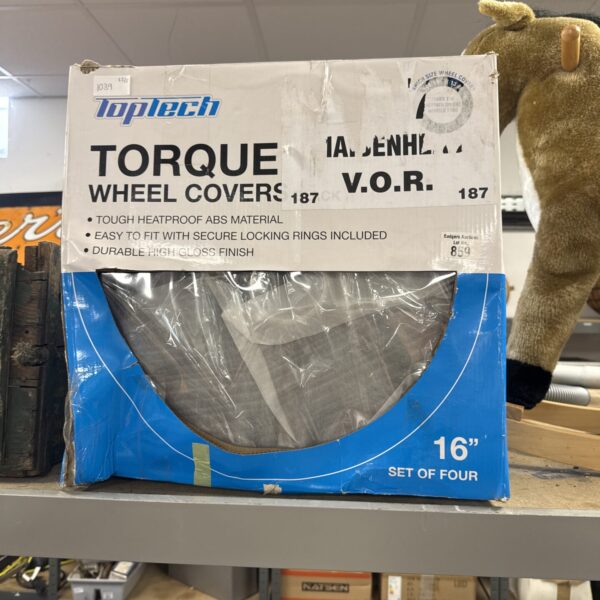 1039
TopTech
TORQUE
WHEEL COVERS
187
V.O.R.
187
• TOUGH HEATPROOF ABS MATERIAL
• EASY TO FIT WITH SECURE LOCKING RINGS INCLUDED
• DURABLE HIGH GLOSS FINISH
859
16"
SET OF FOUR
KATSEN
LED